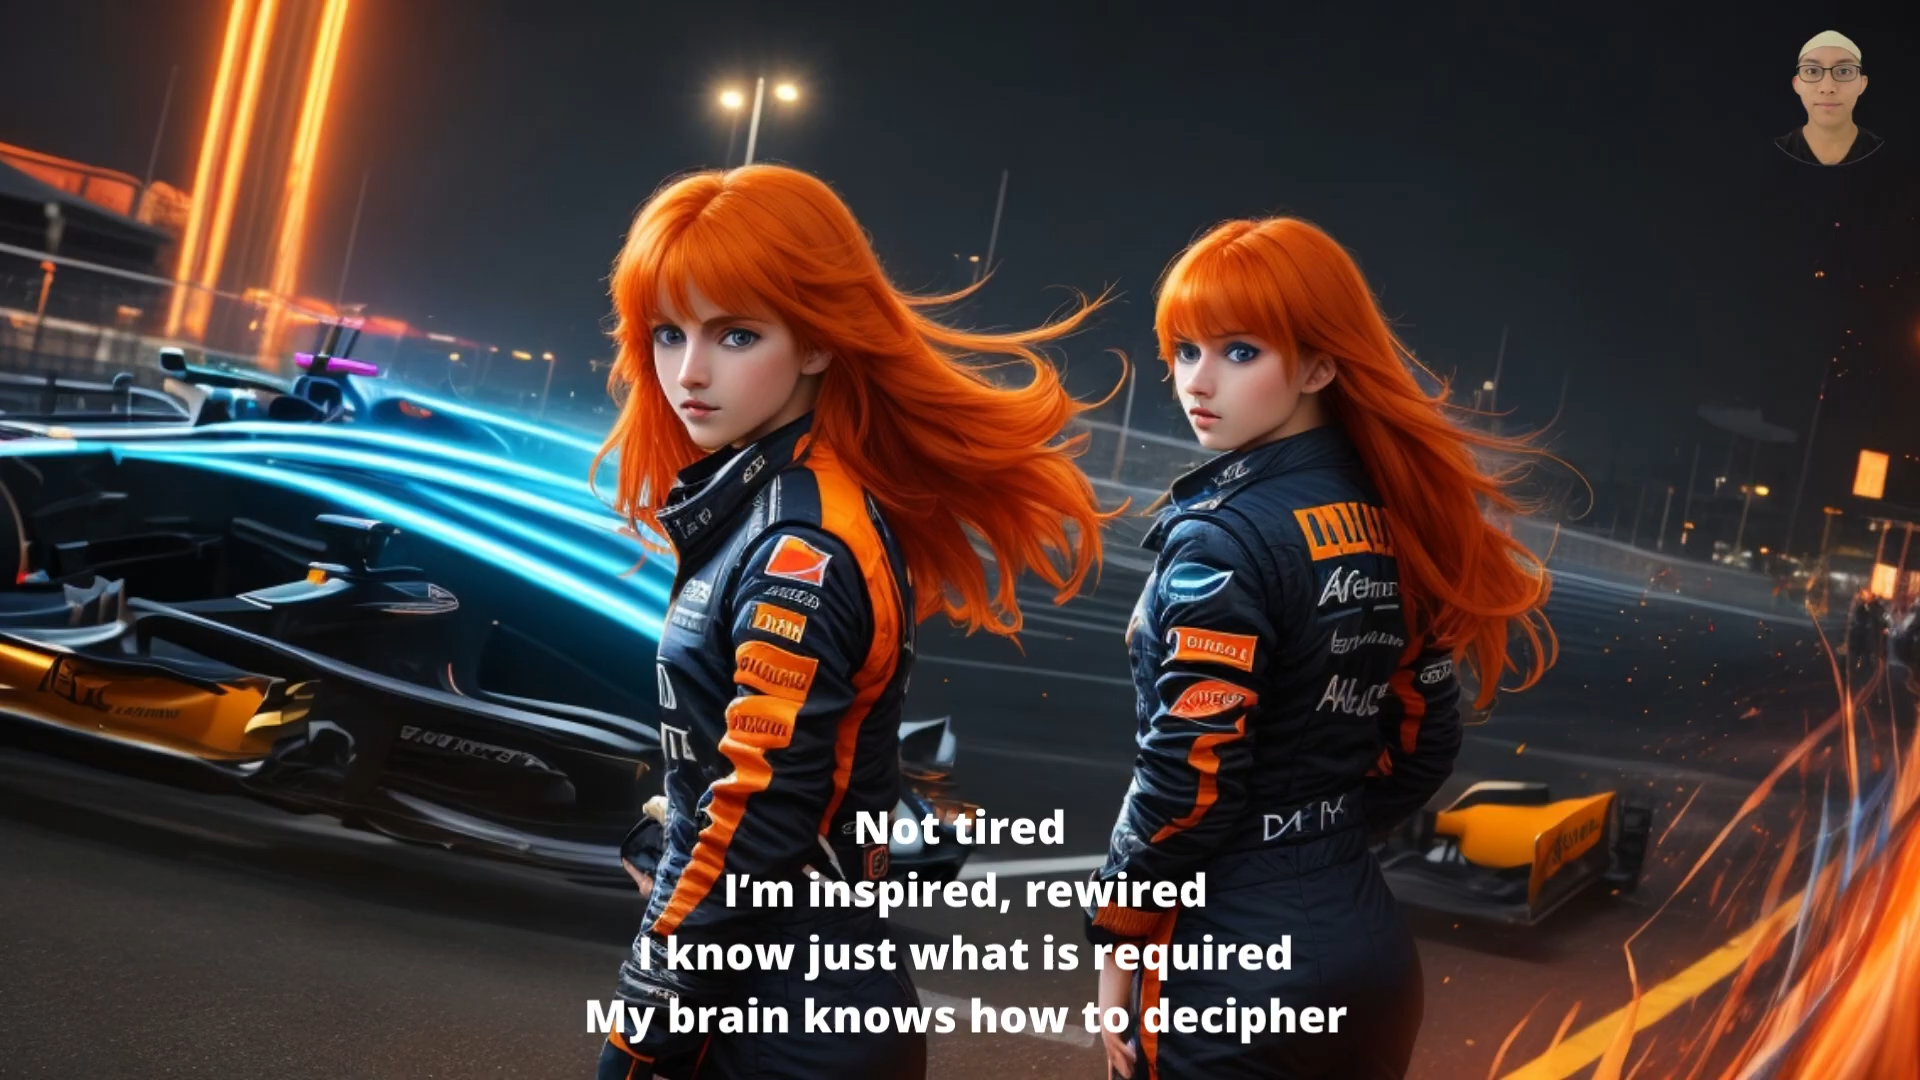 Not tired
I’m inspired, rewired
I know just what is required
My brain knows how to decipher